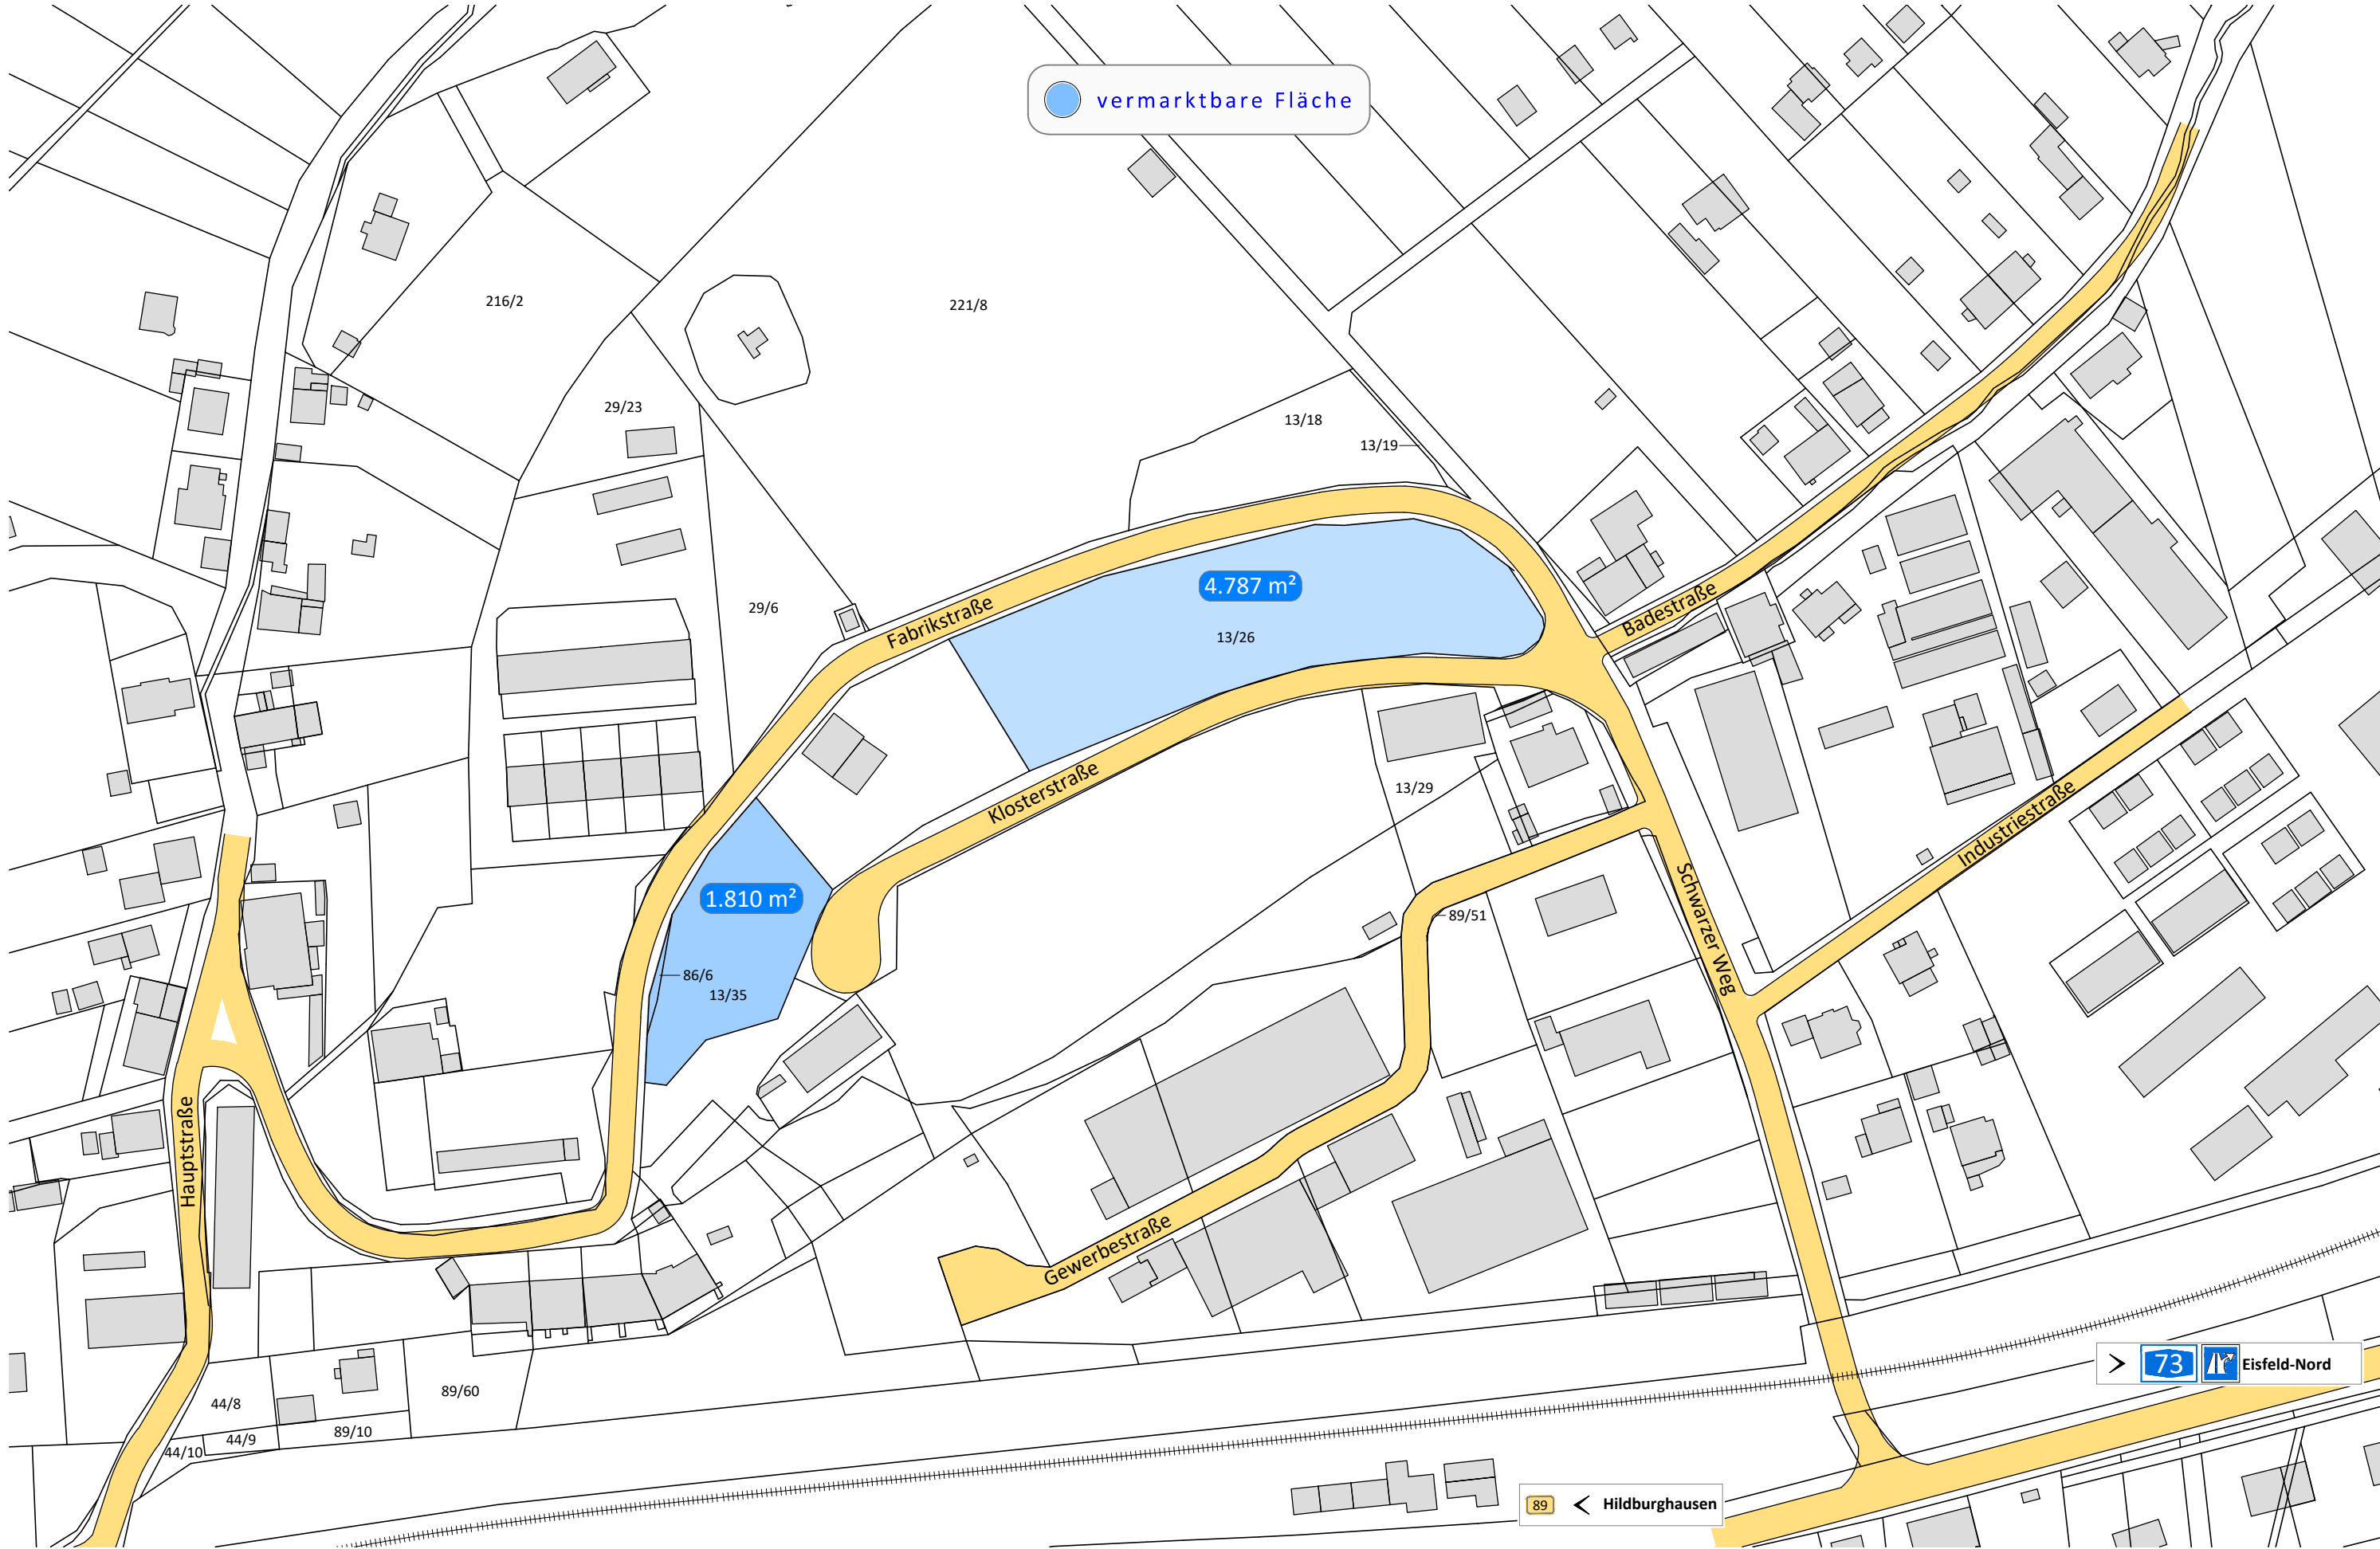 vermarktbare Fläche
216/2
221/8
29/23
13/18
13/19
4.787 m²
29/6
Fabrikstraße
Badestraße
13/26
Klosterstraße
13/29
Industriestraße
1.810 m²
89/51
Schwarzer Weg
86/6
13/35
Hauptstraße
Gewerbestraße
73 Eisfeld-Nord
89/60
44/8
89/10
44/9
44/10
89 Hildburghausen